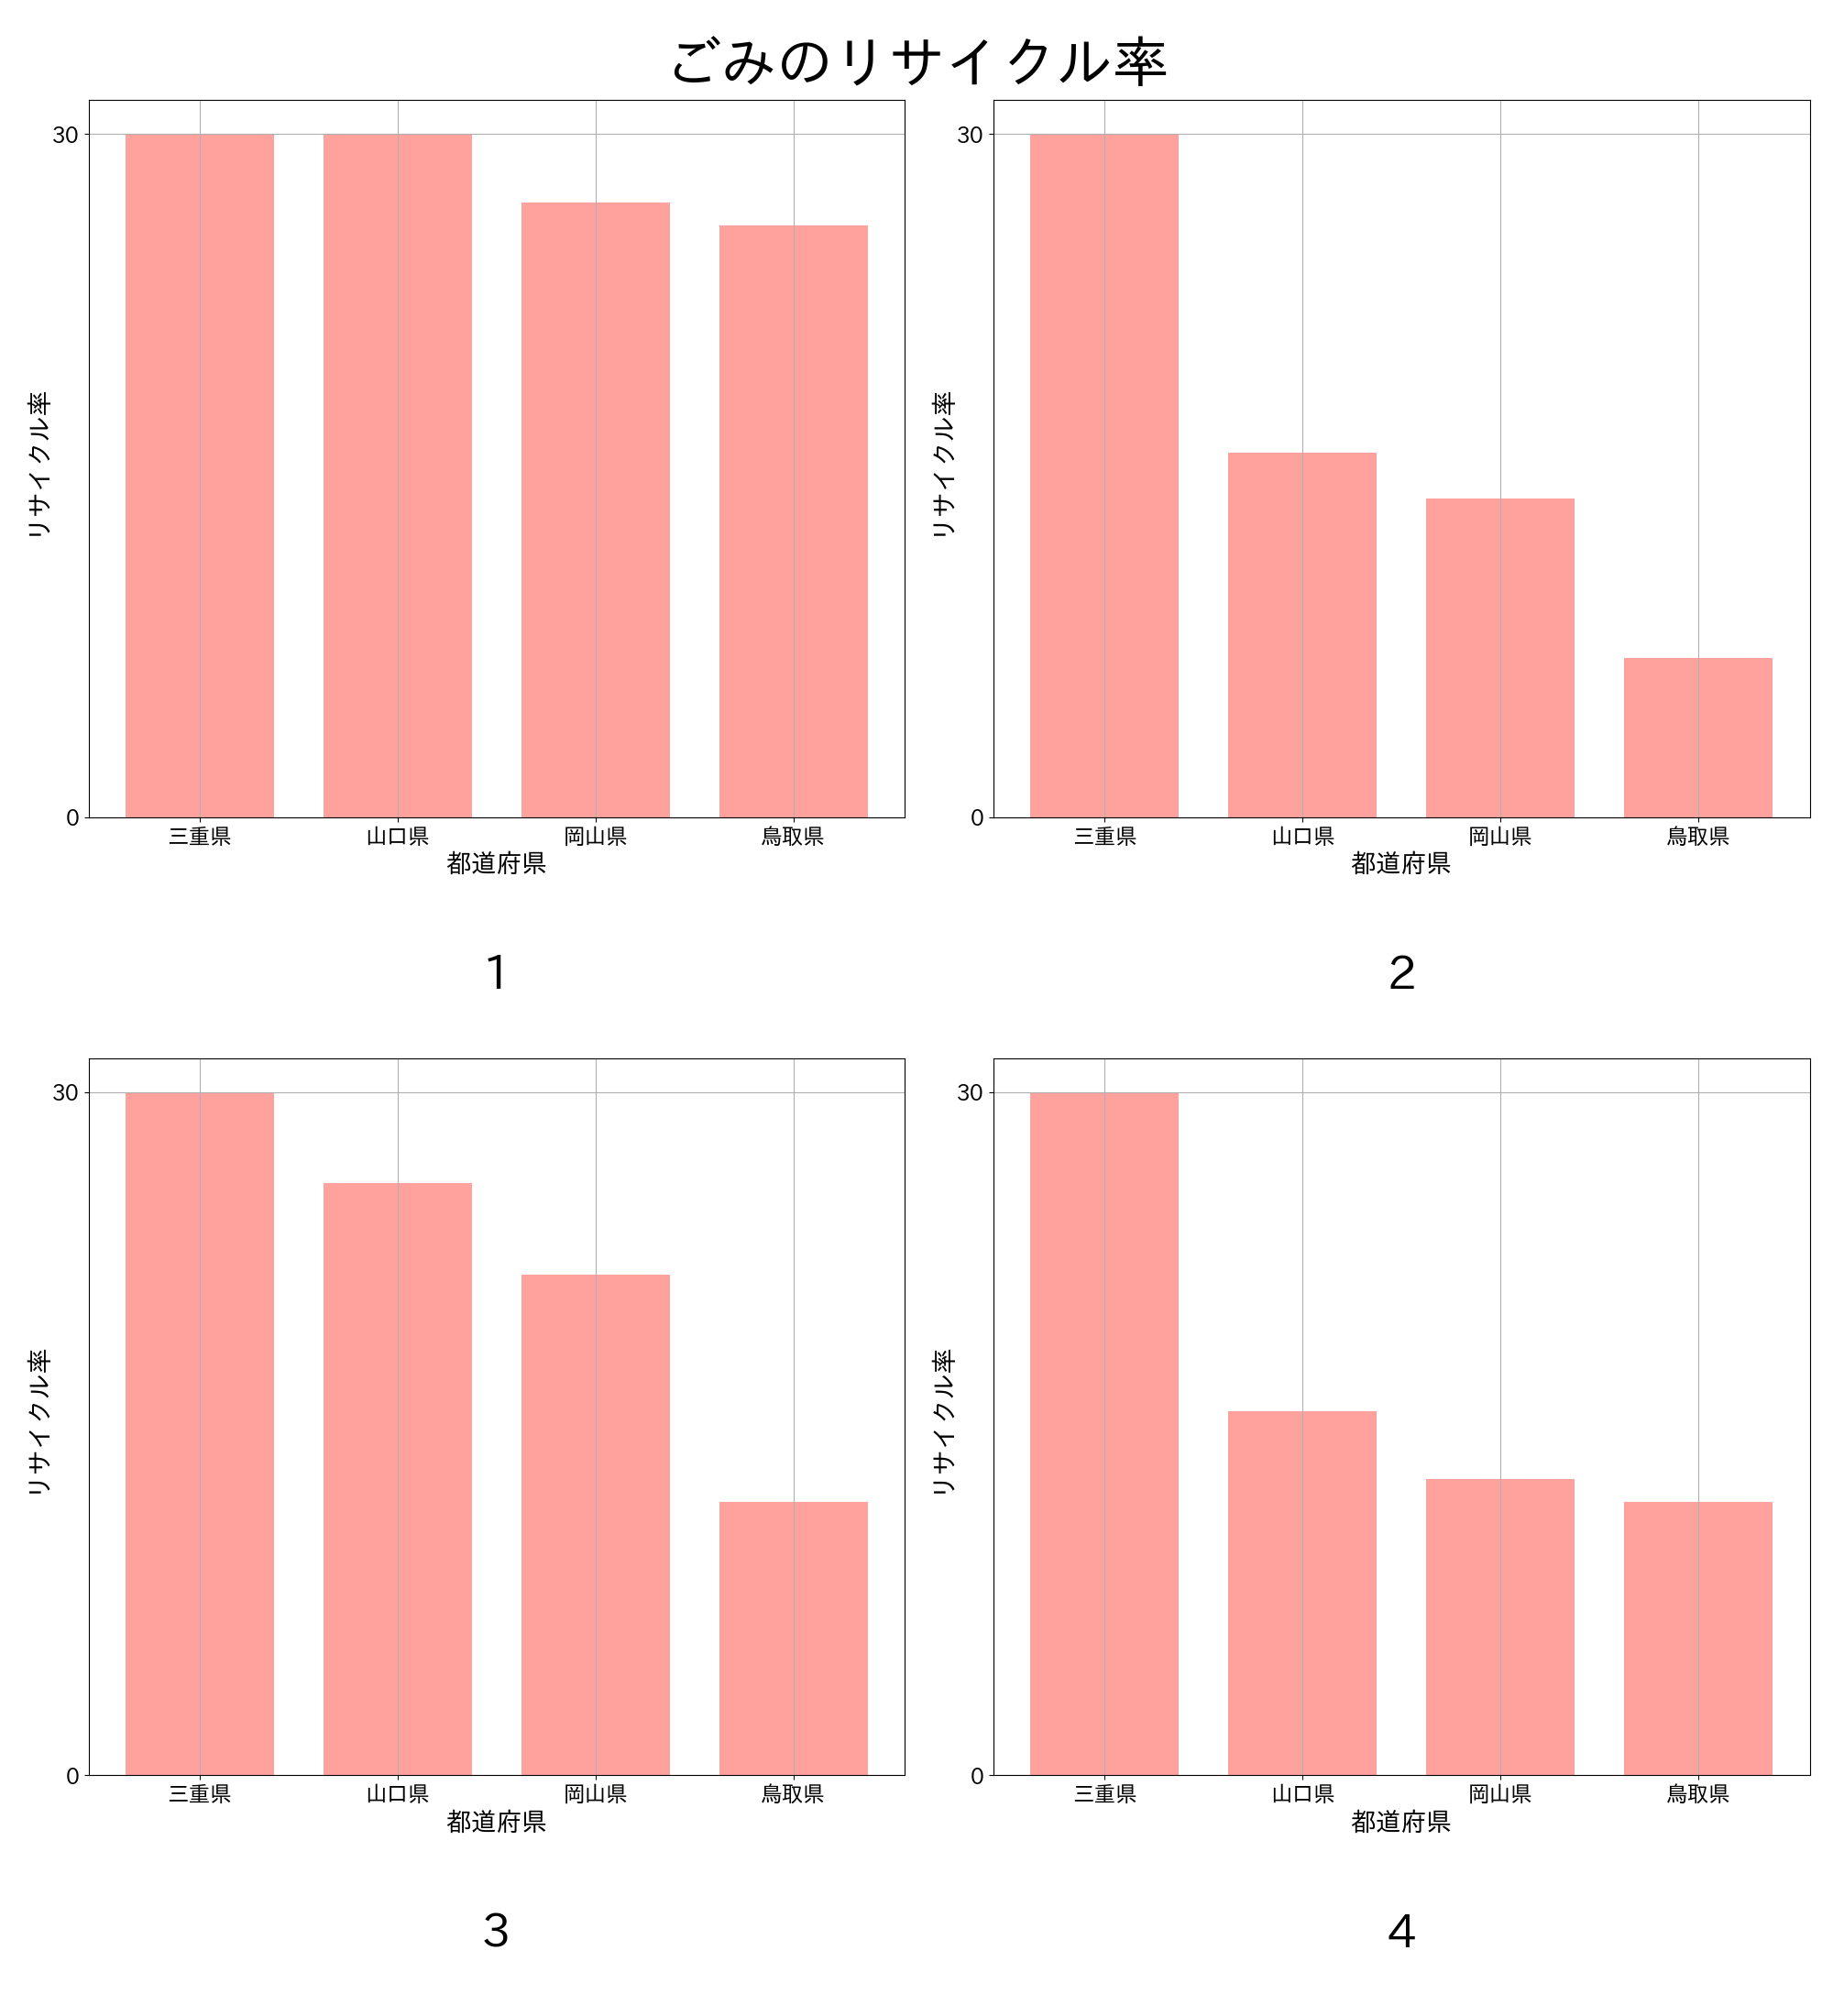 ごみのリサイクル率
30
0
リサイクル率
三重県 山口県 岡山県 鳥取県
都道府県
1
30
0
リサイクル率
三重県 山口県 岡山県 鳥取県
都道府県
2
30
0
リサイクル率
三重県 山口県 岡山県 鳥取県
都道府県
3
30
0
リサイクル率
三重県 山口県 岡山県 鳥取県
都道府県
4